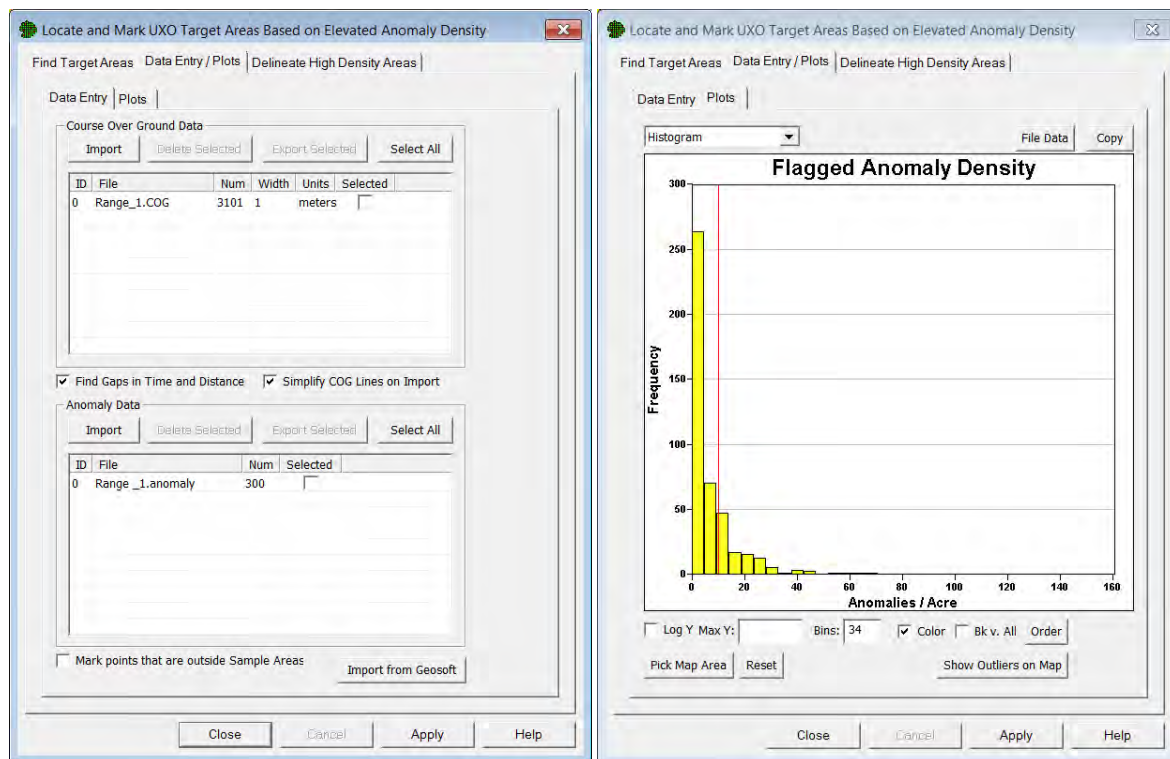 Locate and Mark UXO Target Areas Based on Elevated Anomaly Density
Find Target Areas Data Entry / Plots Delineate High Density Areas
Data Entry Plots
Course Over Ground Data
Import Delete Selected Export Selected Select All
ID File Num Width Units Selected
0 Range_1.COG 3101 1 meters
Find Gaps in Time and Distance Simplify COG Lines on Import
Anomaly Data
Import Delete Selected Export Selected Select All
ID File Num Selected
0 Range _1.anomaly 300
Mark points that are outside Sample Areas
Import from Geosoft
Close Cancel Apply Help
Locate and Mark UXO Target Areas Based on Elevated Anomaly Density
Find Target Areas Data Entry / Plots Delineate High Density Areas
Data Entry Plots
Histogram File Data Copy
Flagged Anomaly Density
300
250
200
150
100
50
0
Frequency
0 20 40 60 80 100 120 140 160
Anomalies / Acre
Log Y Max Y: Bins: 34 Color Bk v. All Order
Pick Map Area Reset Show Outliers on Map
Close Cancel Apply Help